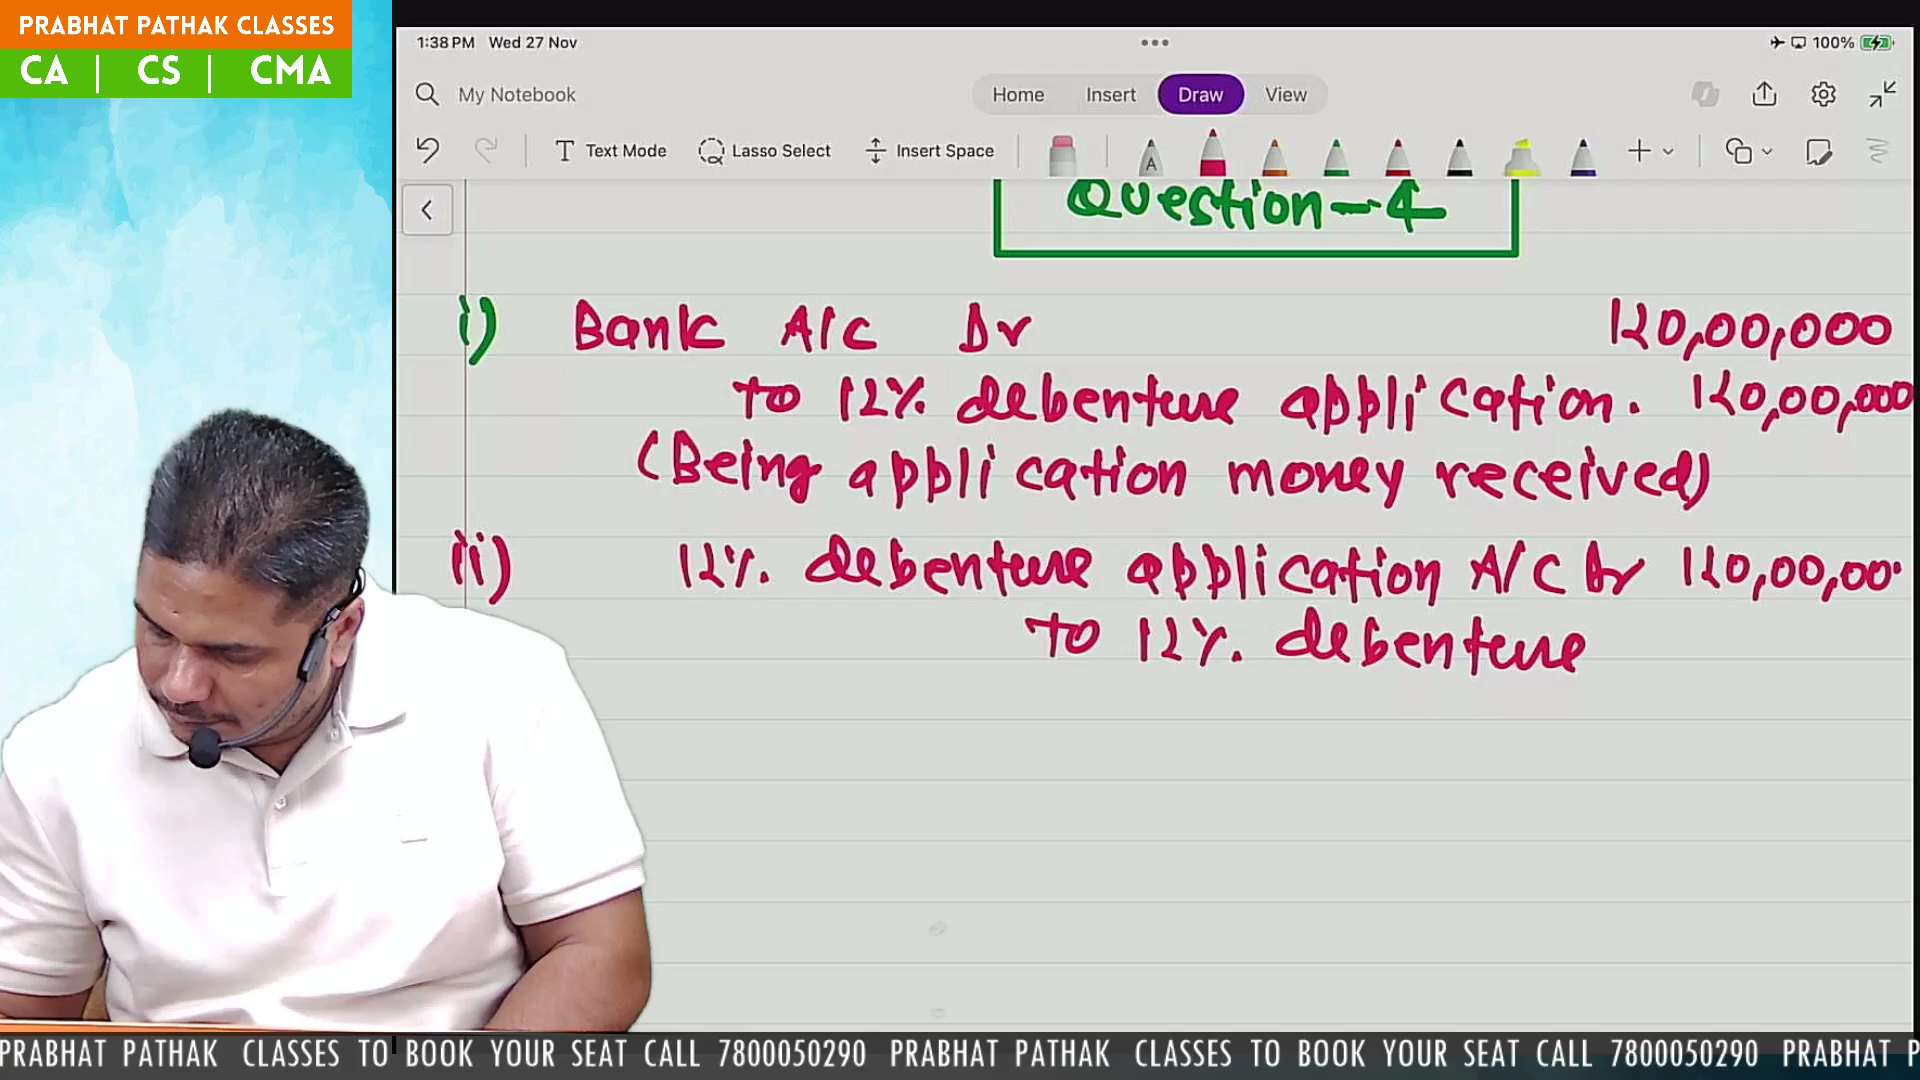 PRABHAT PATHAK CLASSES
CA | CS | CMA
1:38 PM Wed 27 Nov
100%
My Notebook
Home Insert Draw View
Text Mode Lasso Select Insert Space
A
Question-4
i) Bank A/c Dr 120,00,000
to 12% debenture application. 120,00,000
(Being application money received)
ii) 12% debenture application A/C Dr 120,00,00
To 12% debenture
PRABHAT PATHAK CLASSES TO BOOK YOUR SEAT CALL 7800050290 PRABHAT PATHAK CLASSES TO BOOK YOUR SEAT CALL 7800050290 PRABHAT P